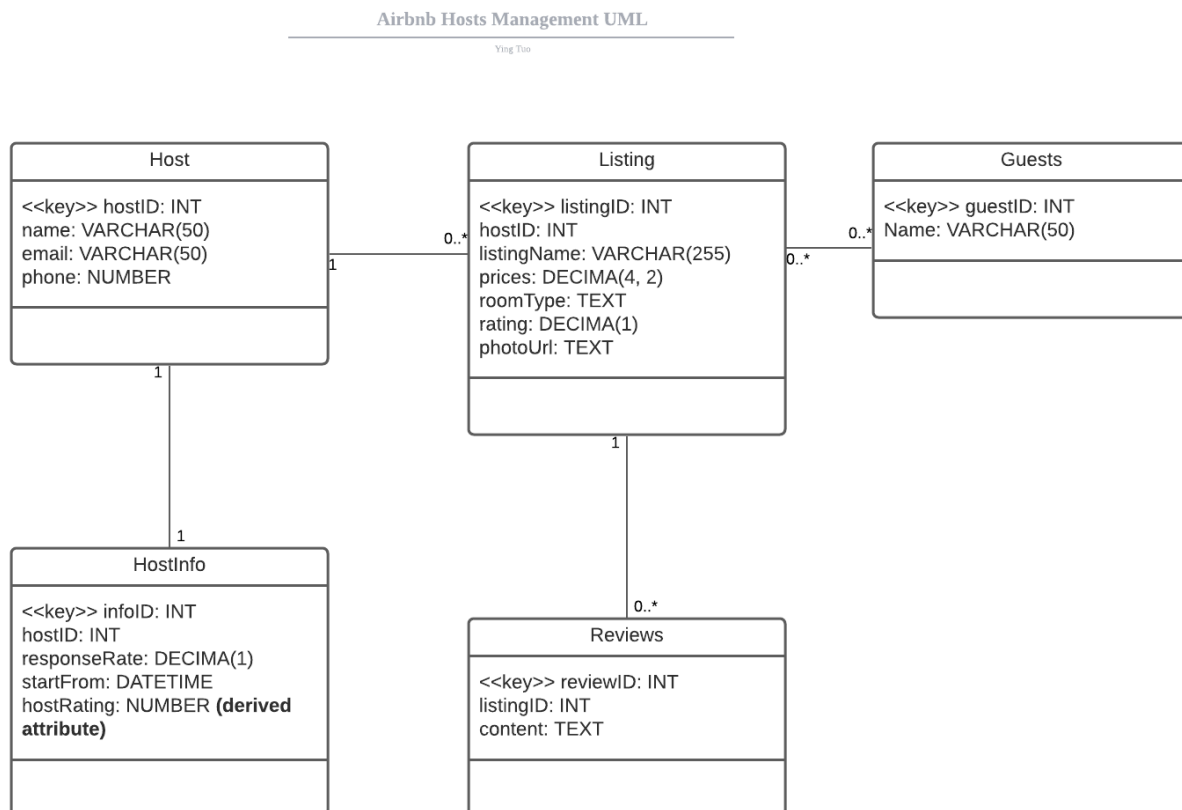 Airbnb Hosts Management UML
Ying Tuo
Host
<<key>> hostID: INT
name: VARCHAR(50)
email: VARCHAR(50)
phone: NUMBER
1
0..*
Listing
<<key>> listingID: INT
hostID: INT
listingName: VARCHAR(255)
prices: DECIMA(4, 2)
roomType: TEXT
rating: DECIMA(1)
photoUrl: TEXT
0..*
0..*
Guests
<<key>> guestID: INT
Name: VARCHAR(50)
1
1
HostInfo
<<key>> infoID: INT
hostID: INT
responseRate: DECIMA(1)
startFrom: DATETIME
hostRating: NUMBER (derived
attribute)
1
0..*
Reviews
<<key>> reviewID: INT
listingID: INT
content: TEXT